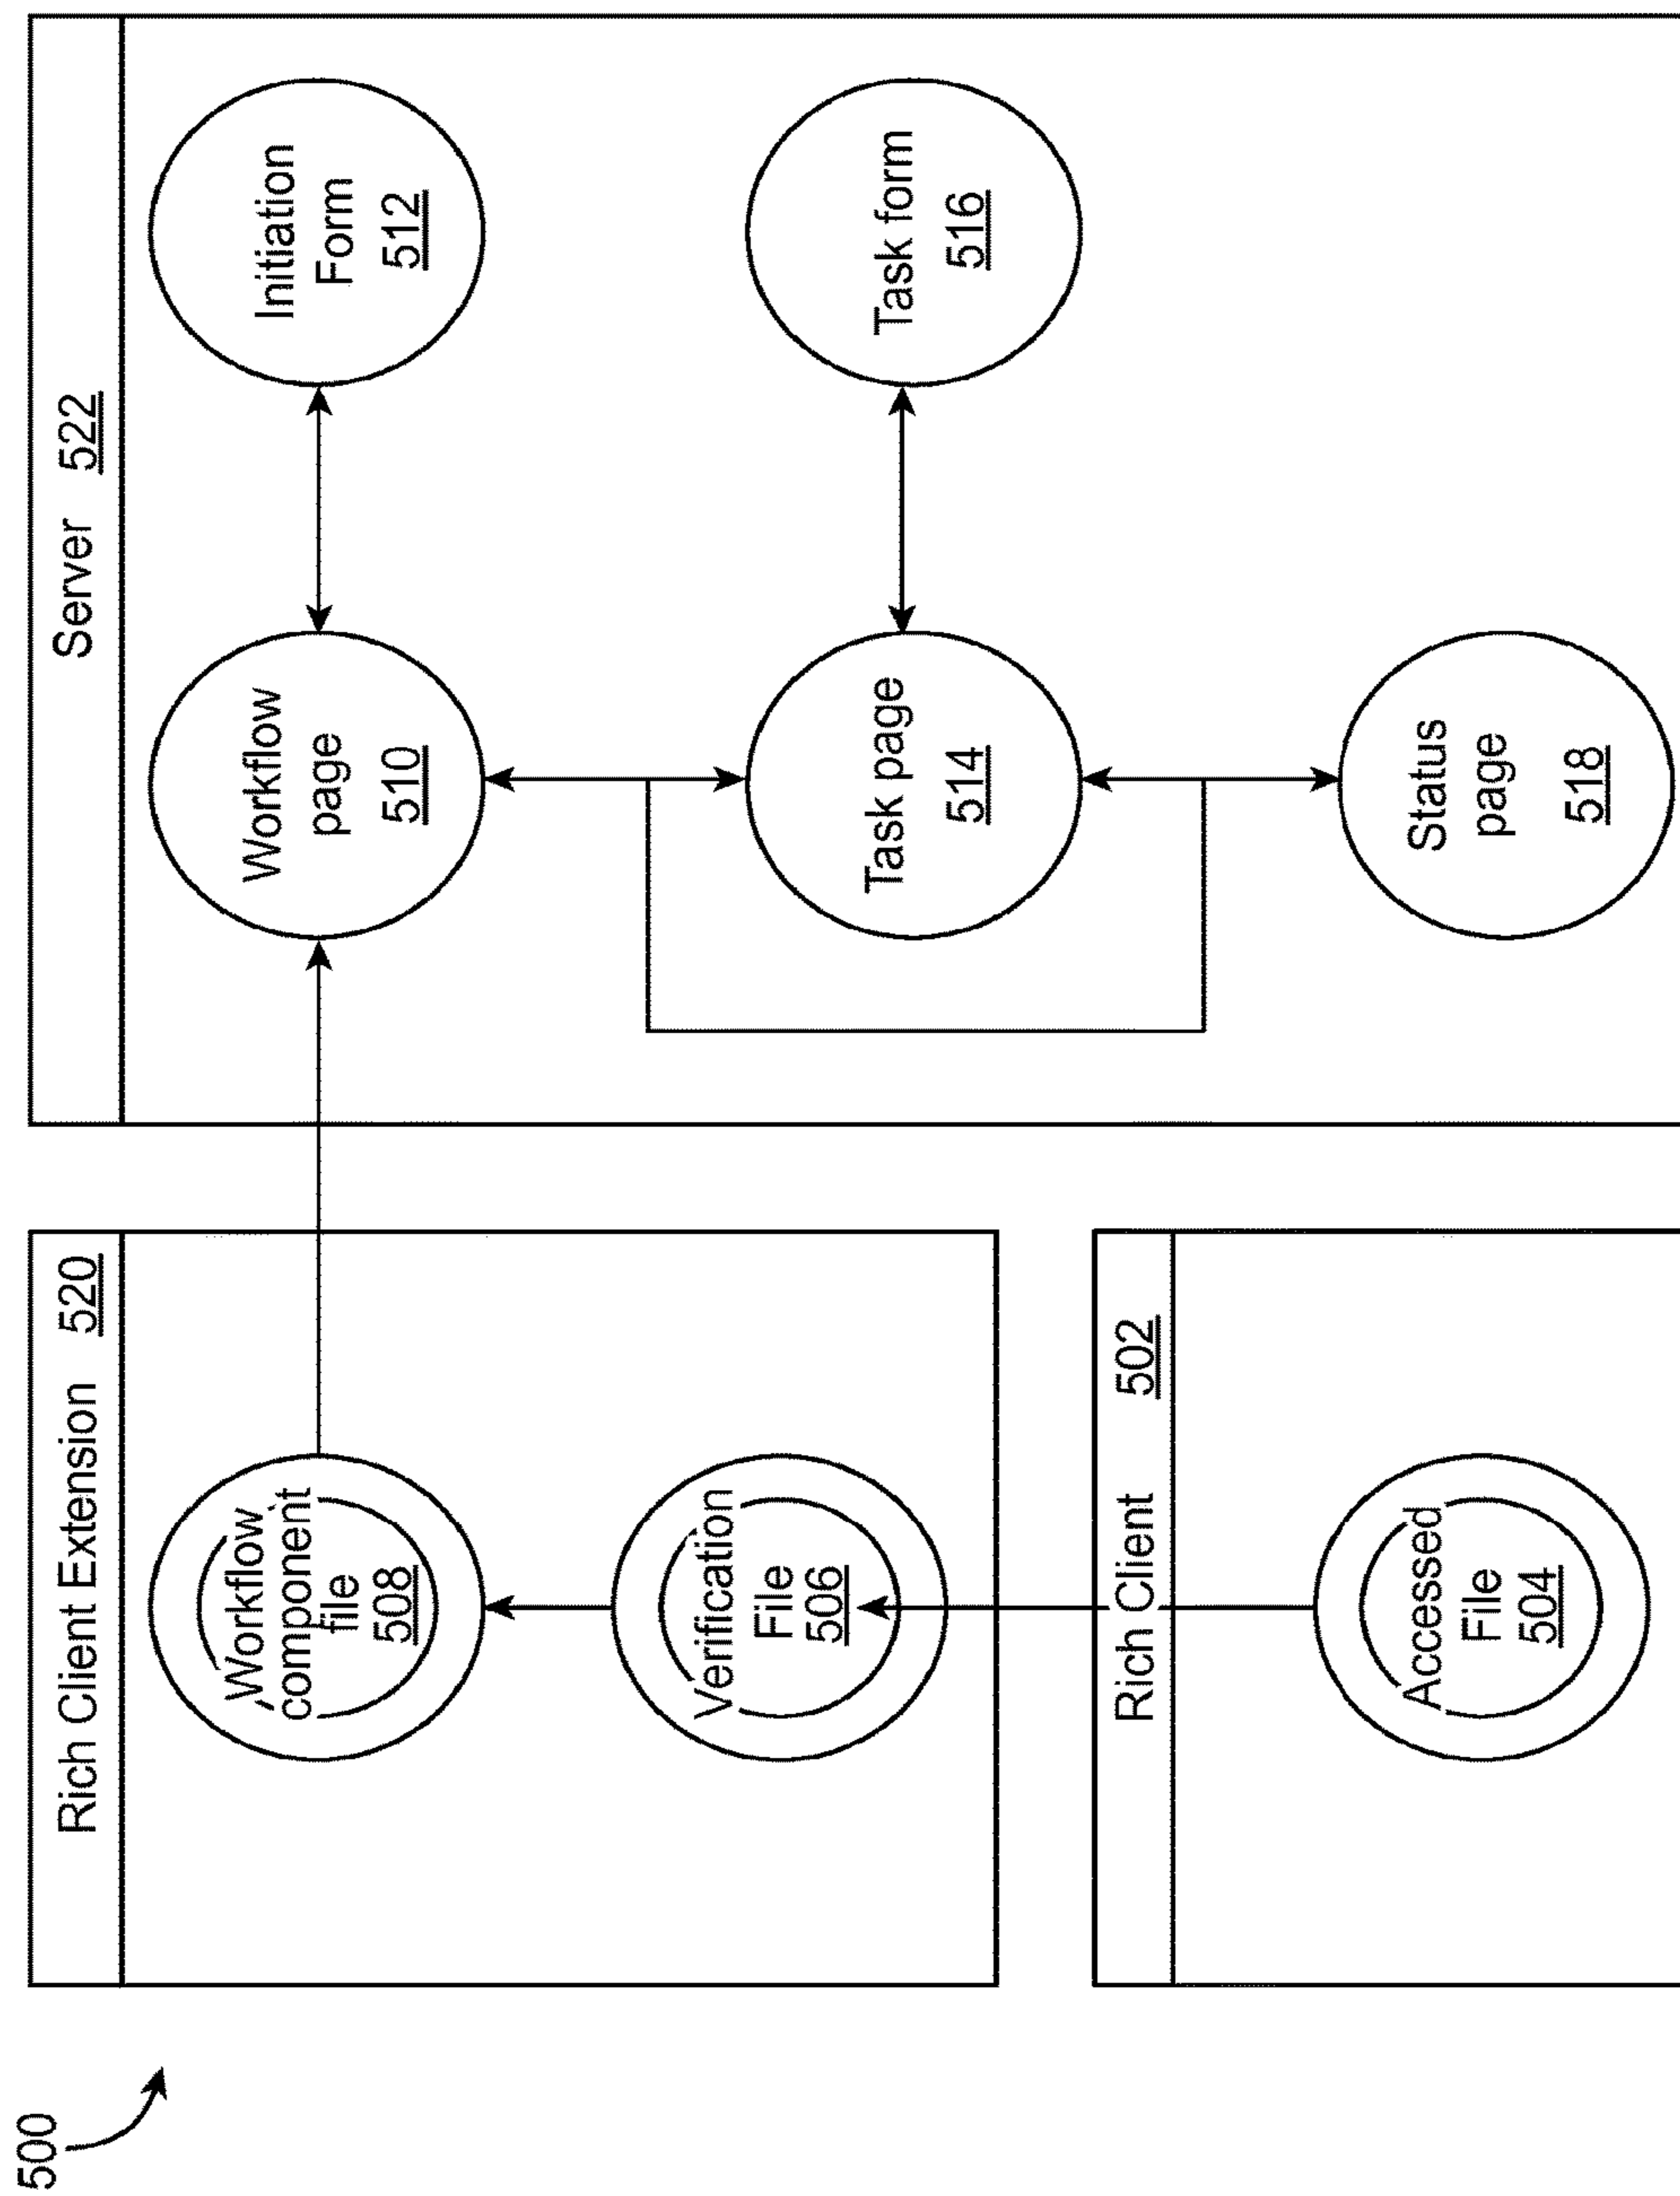 500
Rich Client Extension 520
Workflow
component
file
508
Verification
File
506
Rich Client 502
Accessed
File
504
Server 522
Workflow
page
510
Initiation
Form
512
Task page
514
Task form
516
Status
page
518